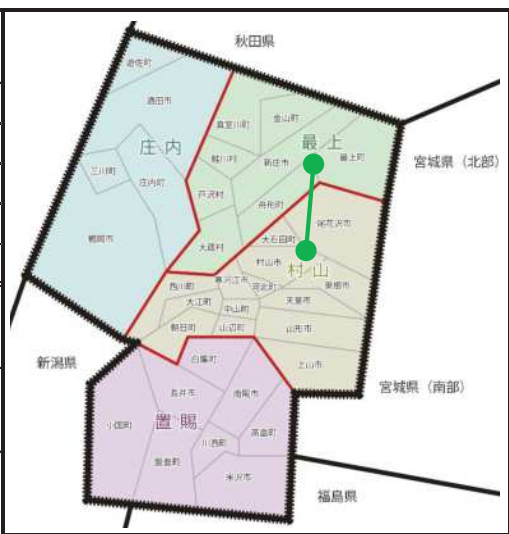 秋田県
遊佐町
酒田市
金山町
真室川町
最上
庄内
鮭川村
新庄市
最上町
宮城県（北部）
三川町
庄内町
戸沢村
舟形町
尾花沢市
鶴岡市
大蔵村
大石田町
村山市
村山
西川町
寒河江市
河北町
東根市
大江町
中山町
天童市
朝日町
山辺町
山形市
新潟県
白鷹町
上山市
宮城県（南部）
長井市
南陽市
小国町
置賜
高畠町
川西町
飯豊町
米沢市
福島県